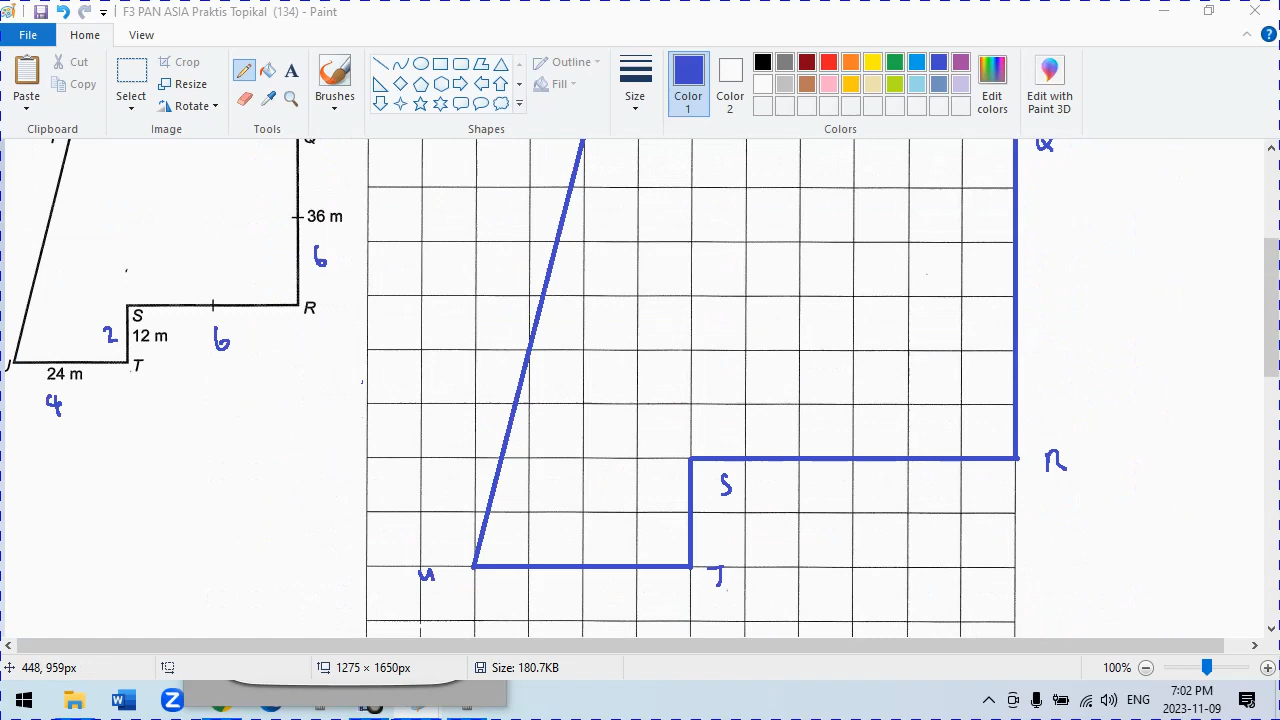 F3 PAN ASIA Praktis Topikal (134) - Paint
File Home View
Paste Cut Copy Clipboard
Select Crop Resize Rotate Image
Tools
Brushes
Outline Fill Shapes
Size
Color 1 Color 2 Edit colors Colors
Edit with Paint 3D
Q
36 m
6
S R
2 12 m 6
T
24 m
4
Q
R
S
U T
448, 959px 1275 × 1650px Size: 180.7KB 100%
ENG 7:02 PM
2023-11-09